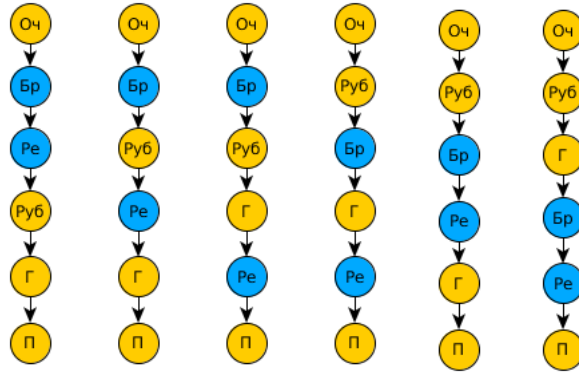 Оч Оч Оч Оч Оч Оч
Бр Бр Бр Руб Руб Руб
Ре Руб Руб Бр Бр Г
Руб Ре Г Г Ре Бр
Г Г Ре Ре Г Ре
П П П П П П